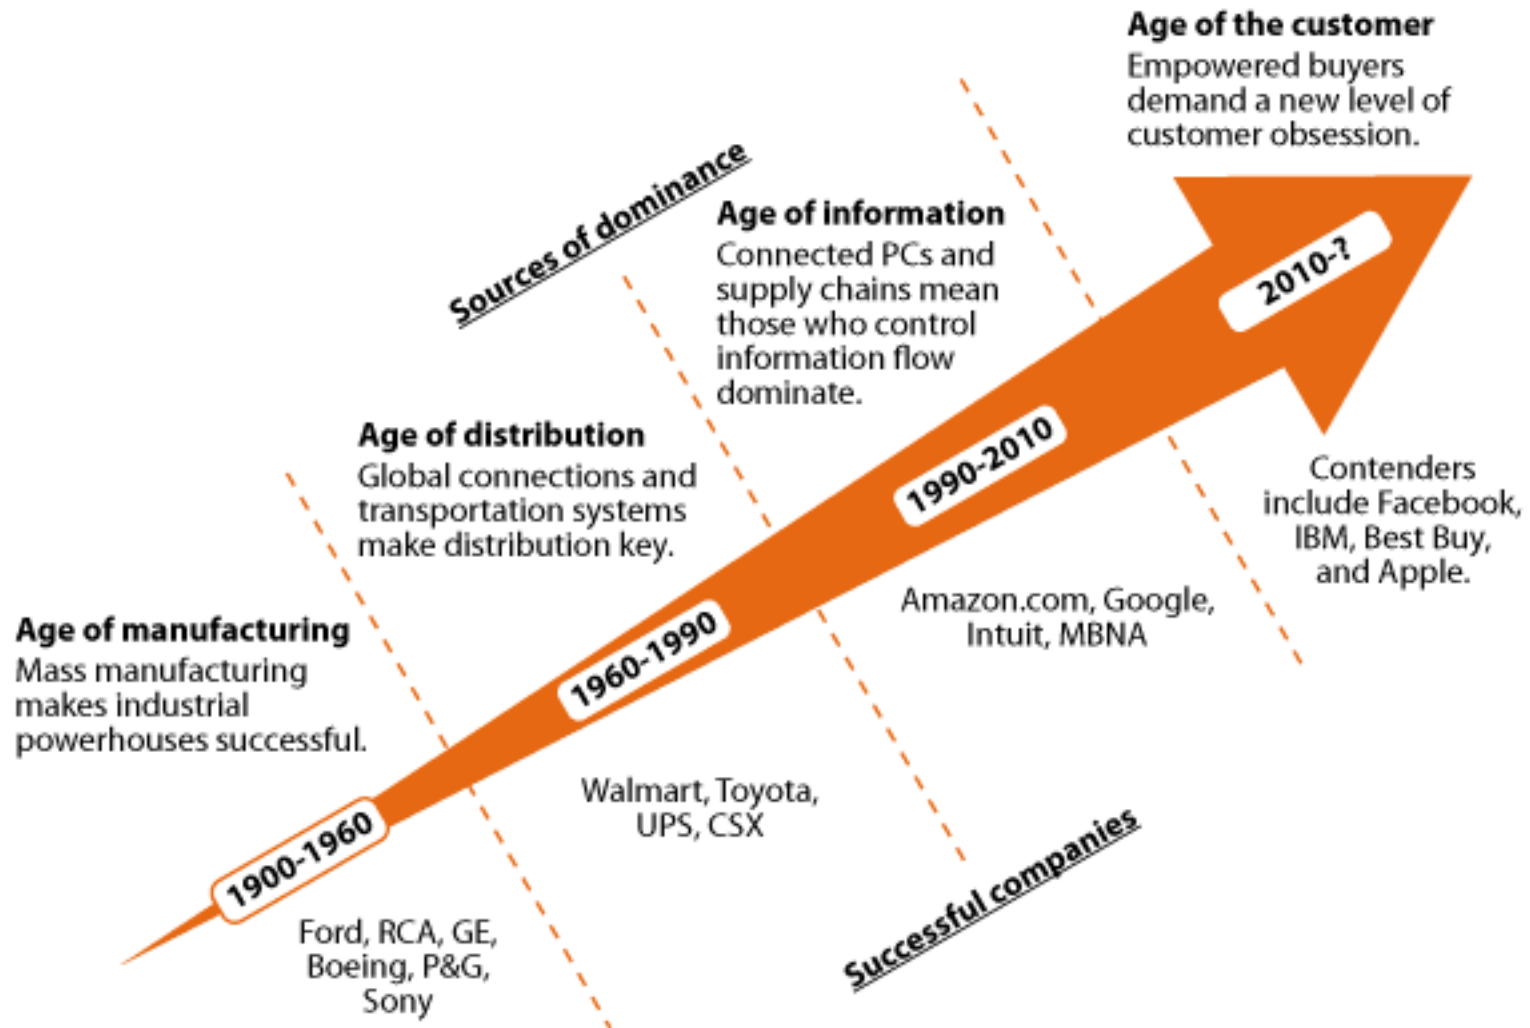 Age of the customer
Empowered buyers
demand a new level of
customer obsession.
Sources of dominance
Age of information
Connected PCs and
supply chains mean
those who control
information flow
dominate.
Age of distribution
Global connections and
transportation systems
make distribution key.
Age of manufacturing
Mass manufacturing
makes industrial
powerhouses successful.
1900-1960
1960-1990
1990-2010
2010-?
Ford, RCA, GE,
Boeing, P&G,
Sony
Walmart, Toyota,
UPS, CSX
Amazon.com, Google,
Intuit, MBNA
Contenders
include Facebook,
IBM, Best Buy,
and Apple.
Successful companies